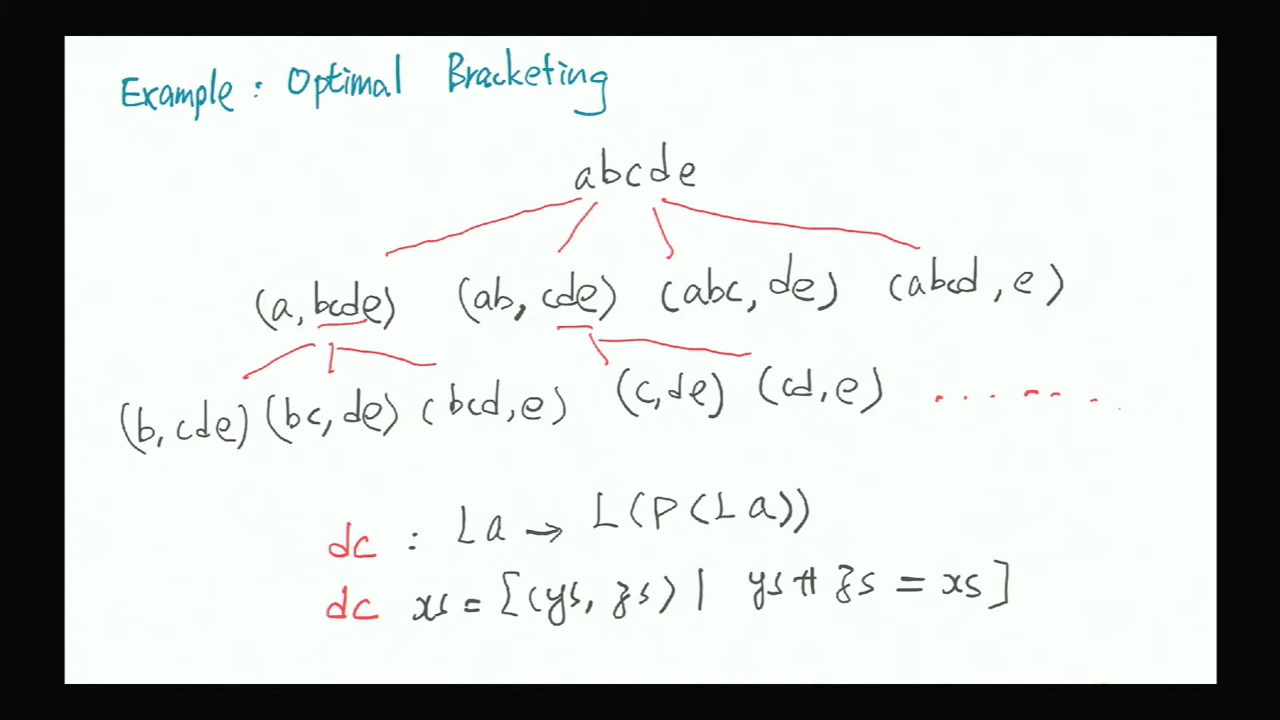 Example : Optimal Bracketing
abcde
(a, bcde) (ab, cde) (abc, de) (abcd, e)
(b, cde) (bc, de) (bcd, e) (c, de) (cd, e) .......
dc : L a → L (P (L a))
dc xs = [(ys, zs) | ys ⧺ zs = xs]